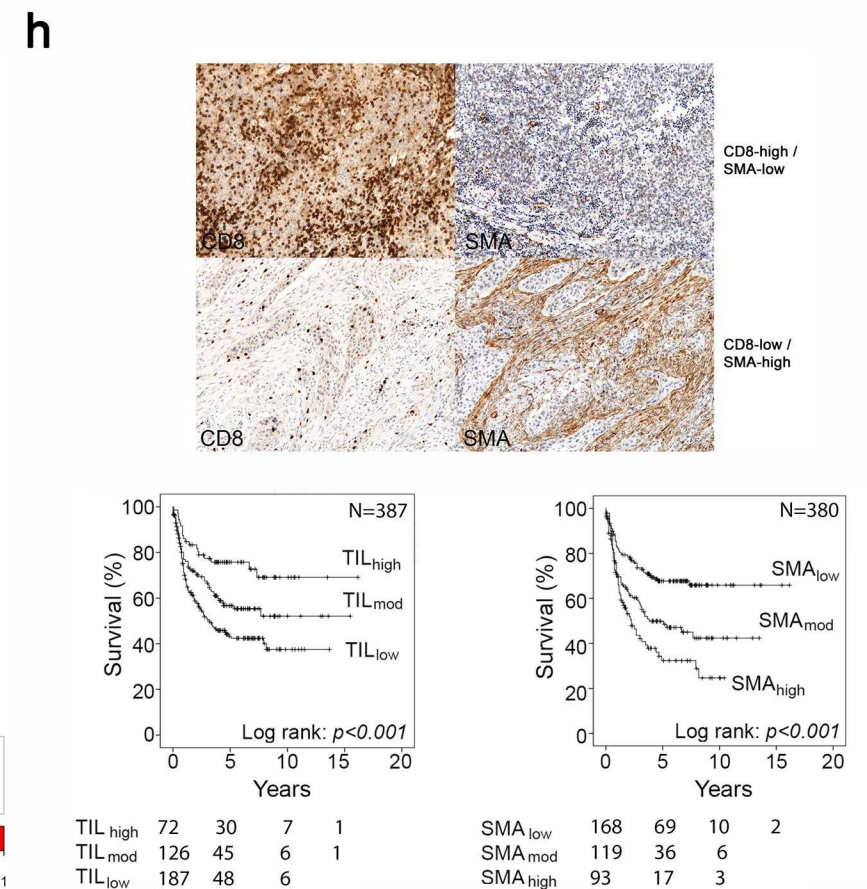 h
CD8
SMA
CD8-high /
SMA-low
CD8
SMA
CD8-low /
SMA-high
100
80
60
40
20
0
Survival (%)
N=387
TILhigh
TILmod
TILlow
Log rank: p<0.001
0 5 10 15 20
Years
100
80
60
40
20
0
Survival (%)
N=380
SMAlow
SMAmod
SMAhigh
Log rank: p<0.001
0 5 10 15 20
Years
TIL high 72 30 7 1
TIL mod 126 45 6 1
TIL low 187 48 6
SMA low 168 69 10 2
SMA mod 119 36 6
SMA high 93 17 3
1